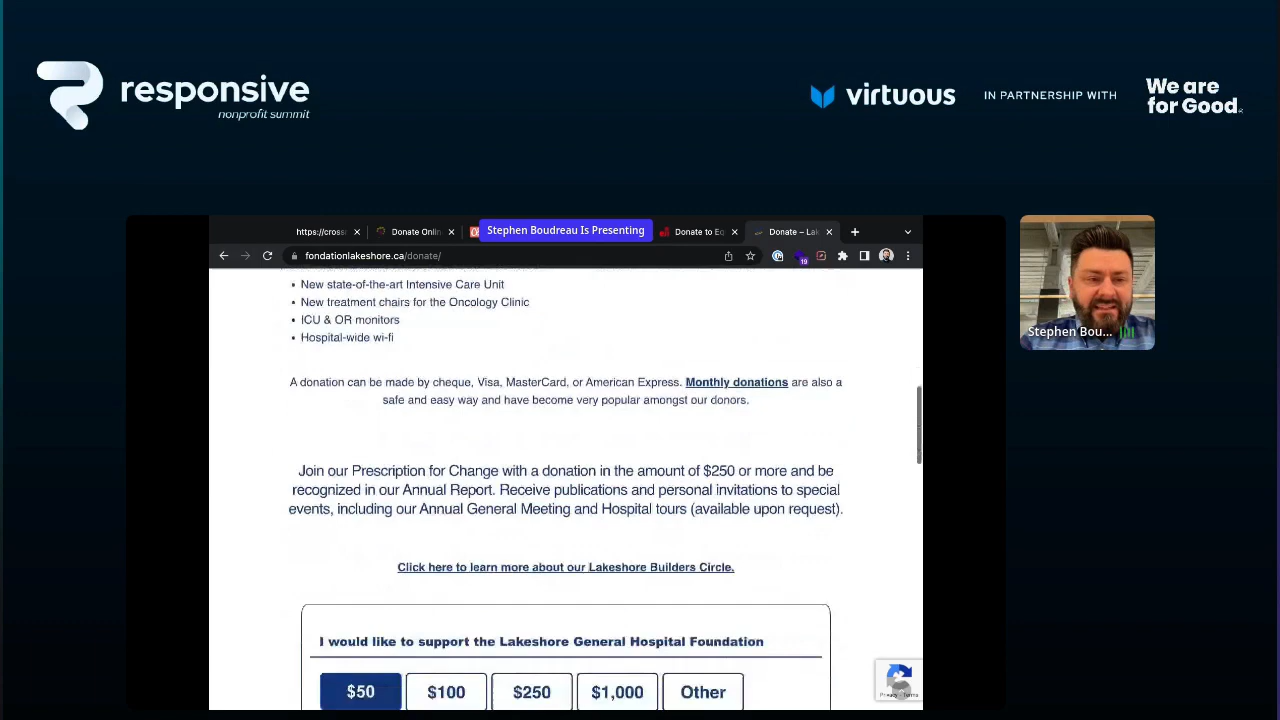 responsive
nonprofit summit
virtuous
IN PARTNERSHIP WITH
We are
for Good.
https://cross
Donate Onlin
Stephen Boudreau Is Presenting
Donate to Eq
Donate – Lak
fondationlakeshore.ca/donate/
19
• New state-of-the-art Intensive Care Unit
• New treatment chairs for the Oncology Clinic
• ICU & OR monitors
• Hospital-wide wi-fi
A donation can be made by cheque, Visa, MasterCard, or American Express. Monthly donations are also a
safe and easy way and have become very popular amongst our donors.
Join our Prescription for Change with a donation in the amount of $250 or more and be
recognized in our Annual Report. Receive publications and personal invitations to special
events, including our Annual General Meeting and Hospital tours (available upon request).
Click here to learn more about our Lakeshore Builders Circle.
I would like to support the Lakeshore General Hospital Foundation
$50 $100 $250 $1,000 Other
Privacy - Terms
Stephen Bou...